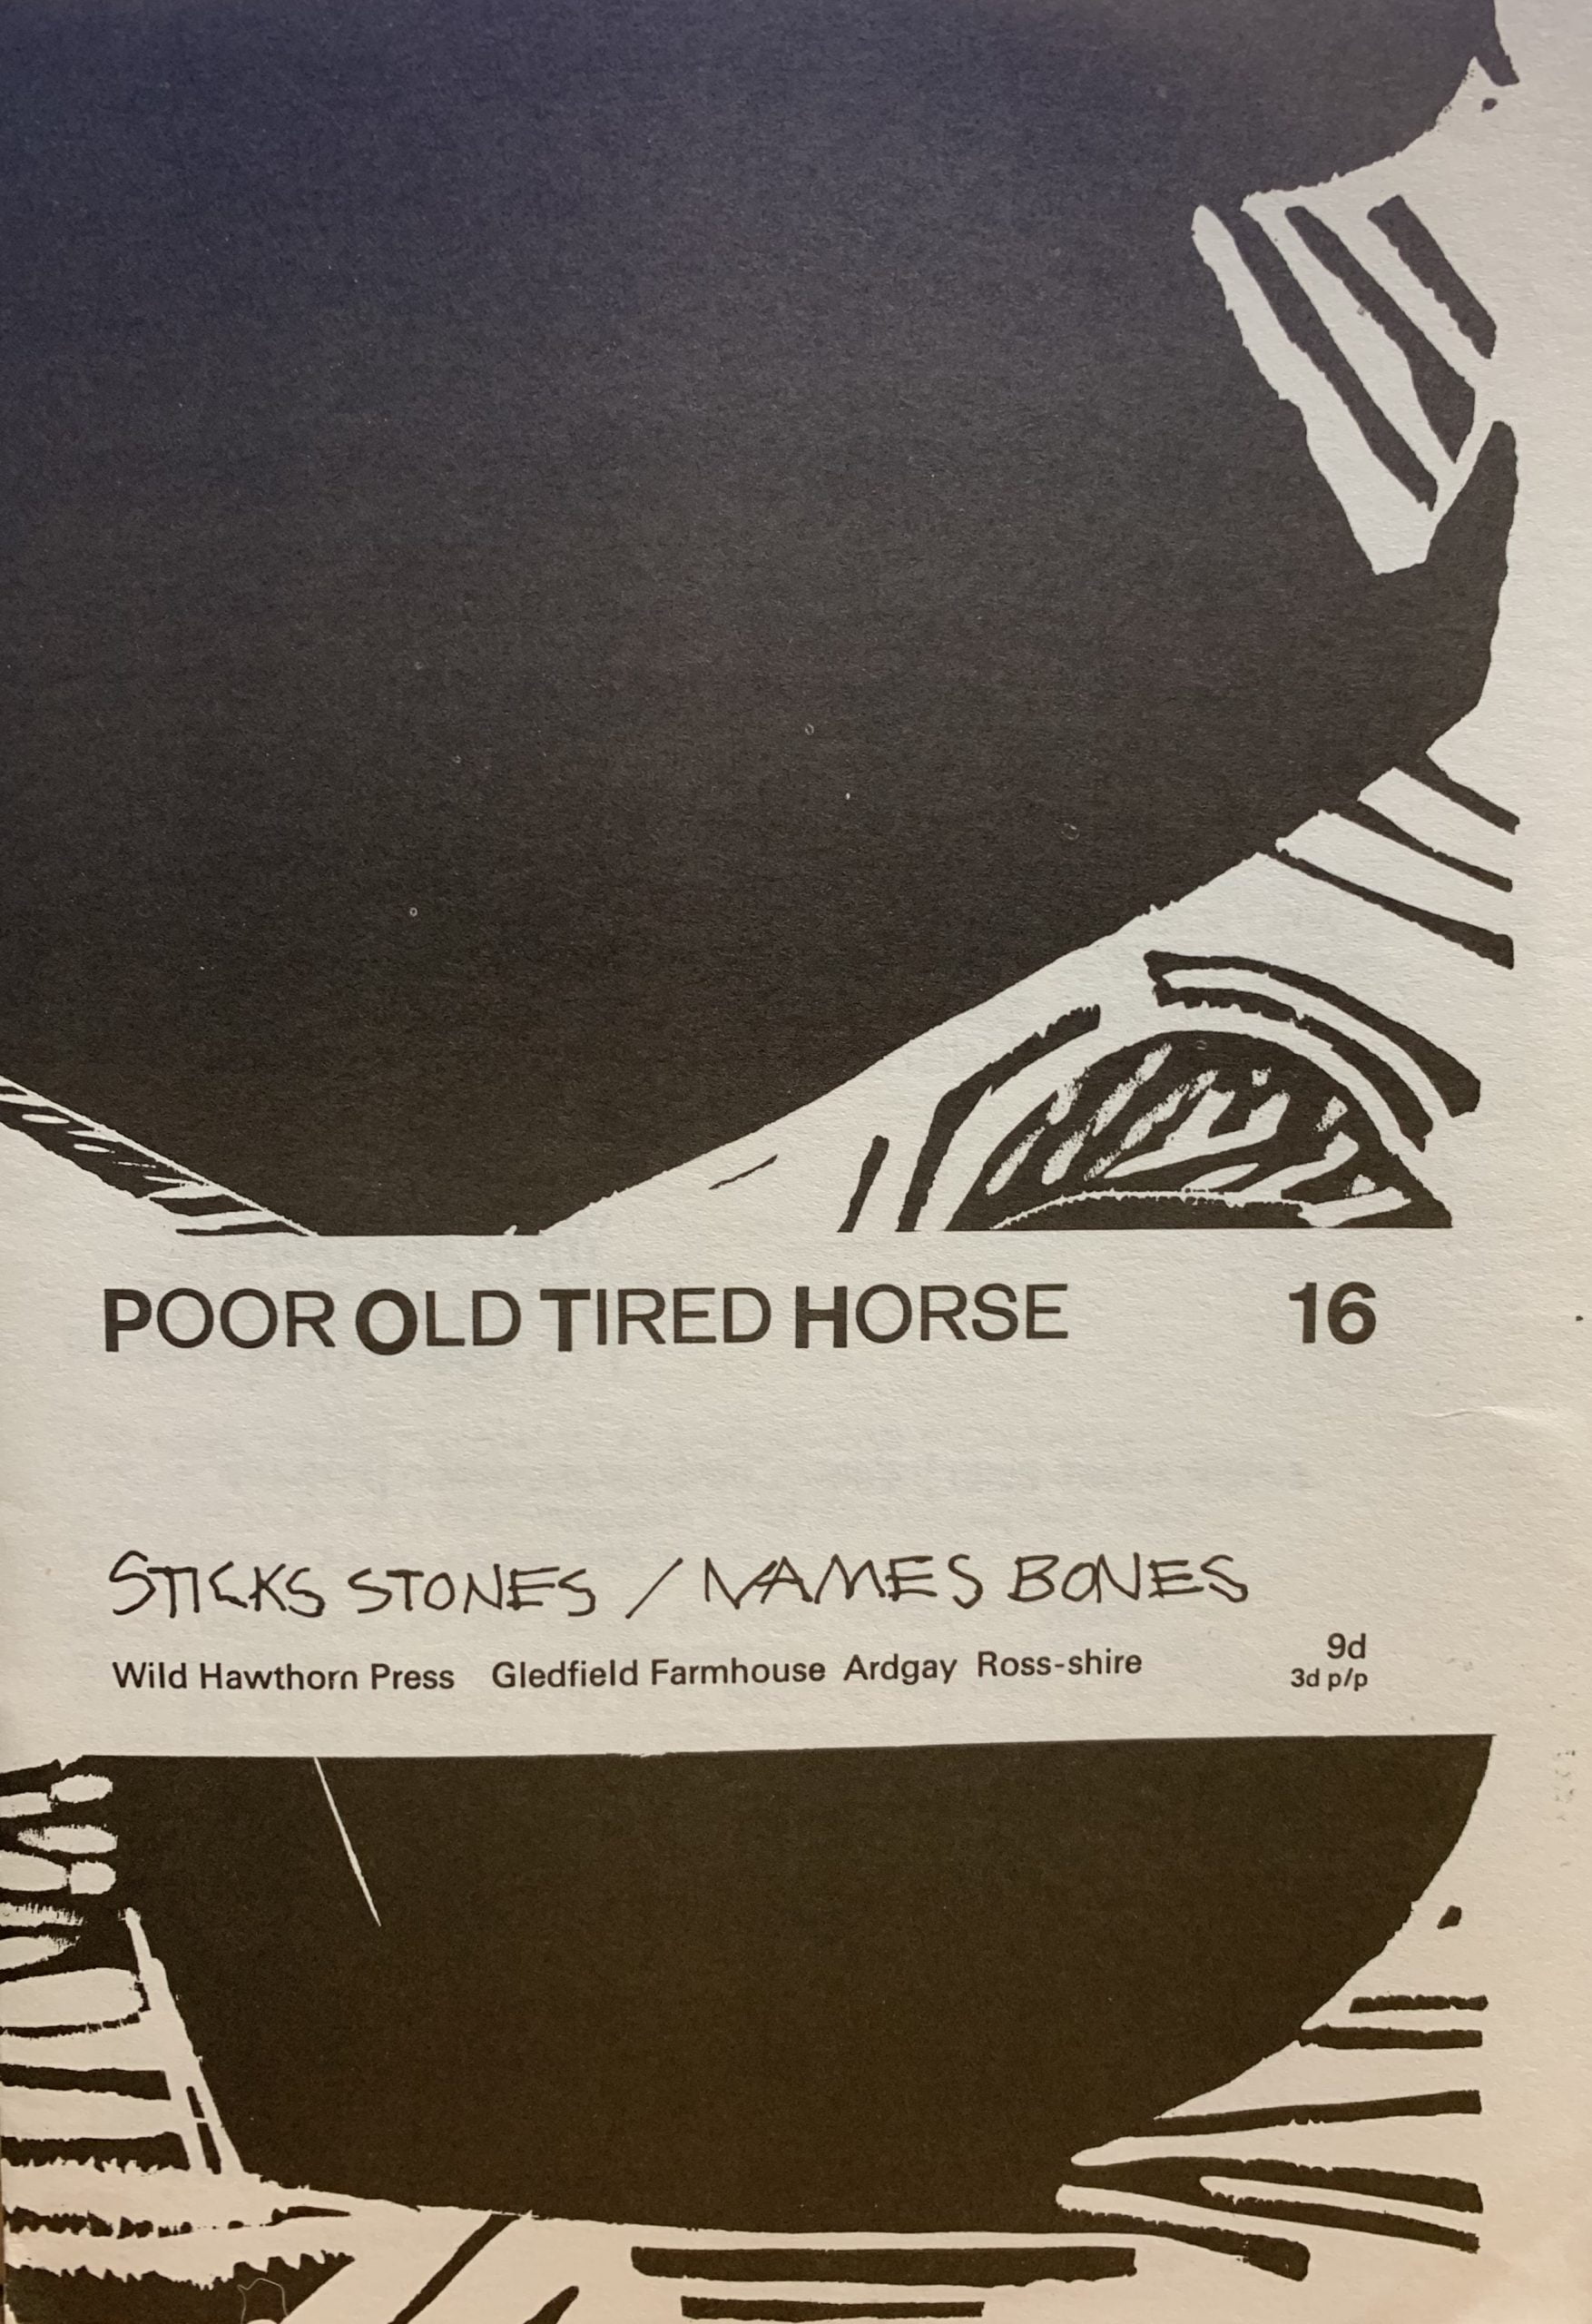 POOR OLD TIRED HORSE 16
STICKS STONES / NAMES BONES
Wild Hawthorn Press Gledfield Farmhouse Ardgay Ross-shire 9d
3d p/p